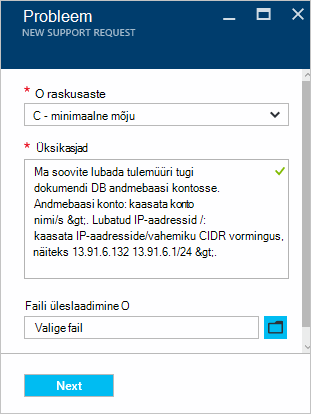 Probleem
NEW SUPPORT REQUEST
* O raskusaste
C - minimaalne mõju
* Üksikasjad
Ma soovite lubada tulemüüri tugi
dokumendi DB andmebaasi kontosse.
Andmebaasi konto: kaasata konto
nimi/s &gt;. Lubatud IP-aadressid /:
kaasata IP-aadresside/vahemiku CIDR vormingus,
näiteks 13.91.6.132 13.91.6.1/24 &gt;.
Faili üleslaadimine O
Valige fail
Next